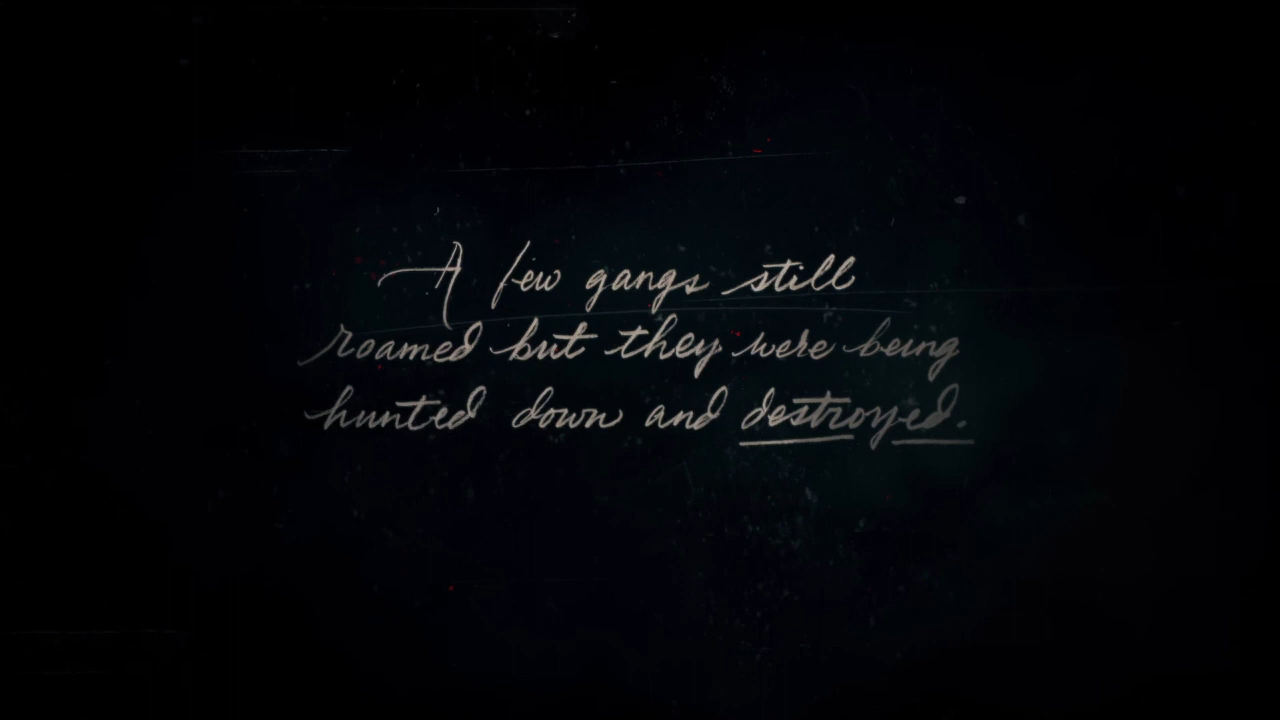 A few gangs still
roamed but they were being
hunted down and destroyed.